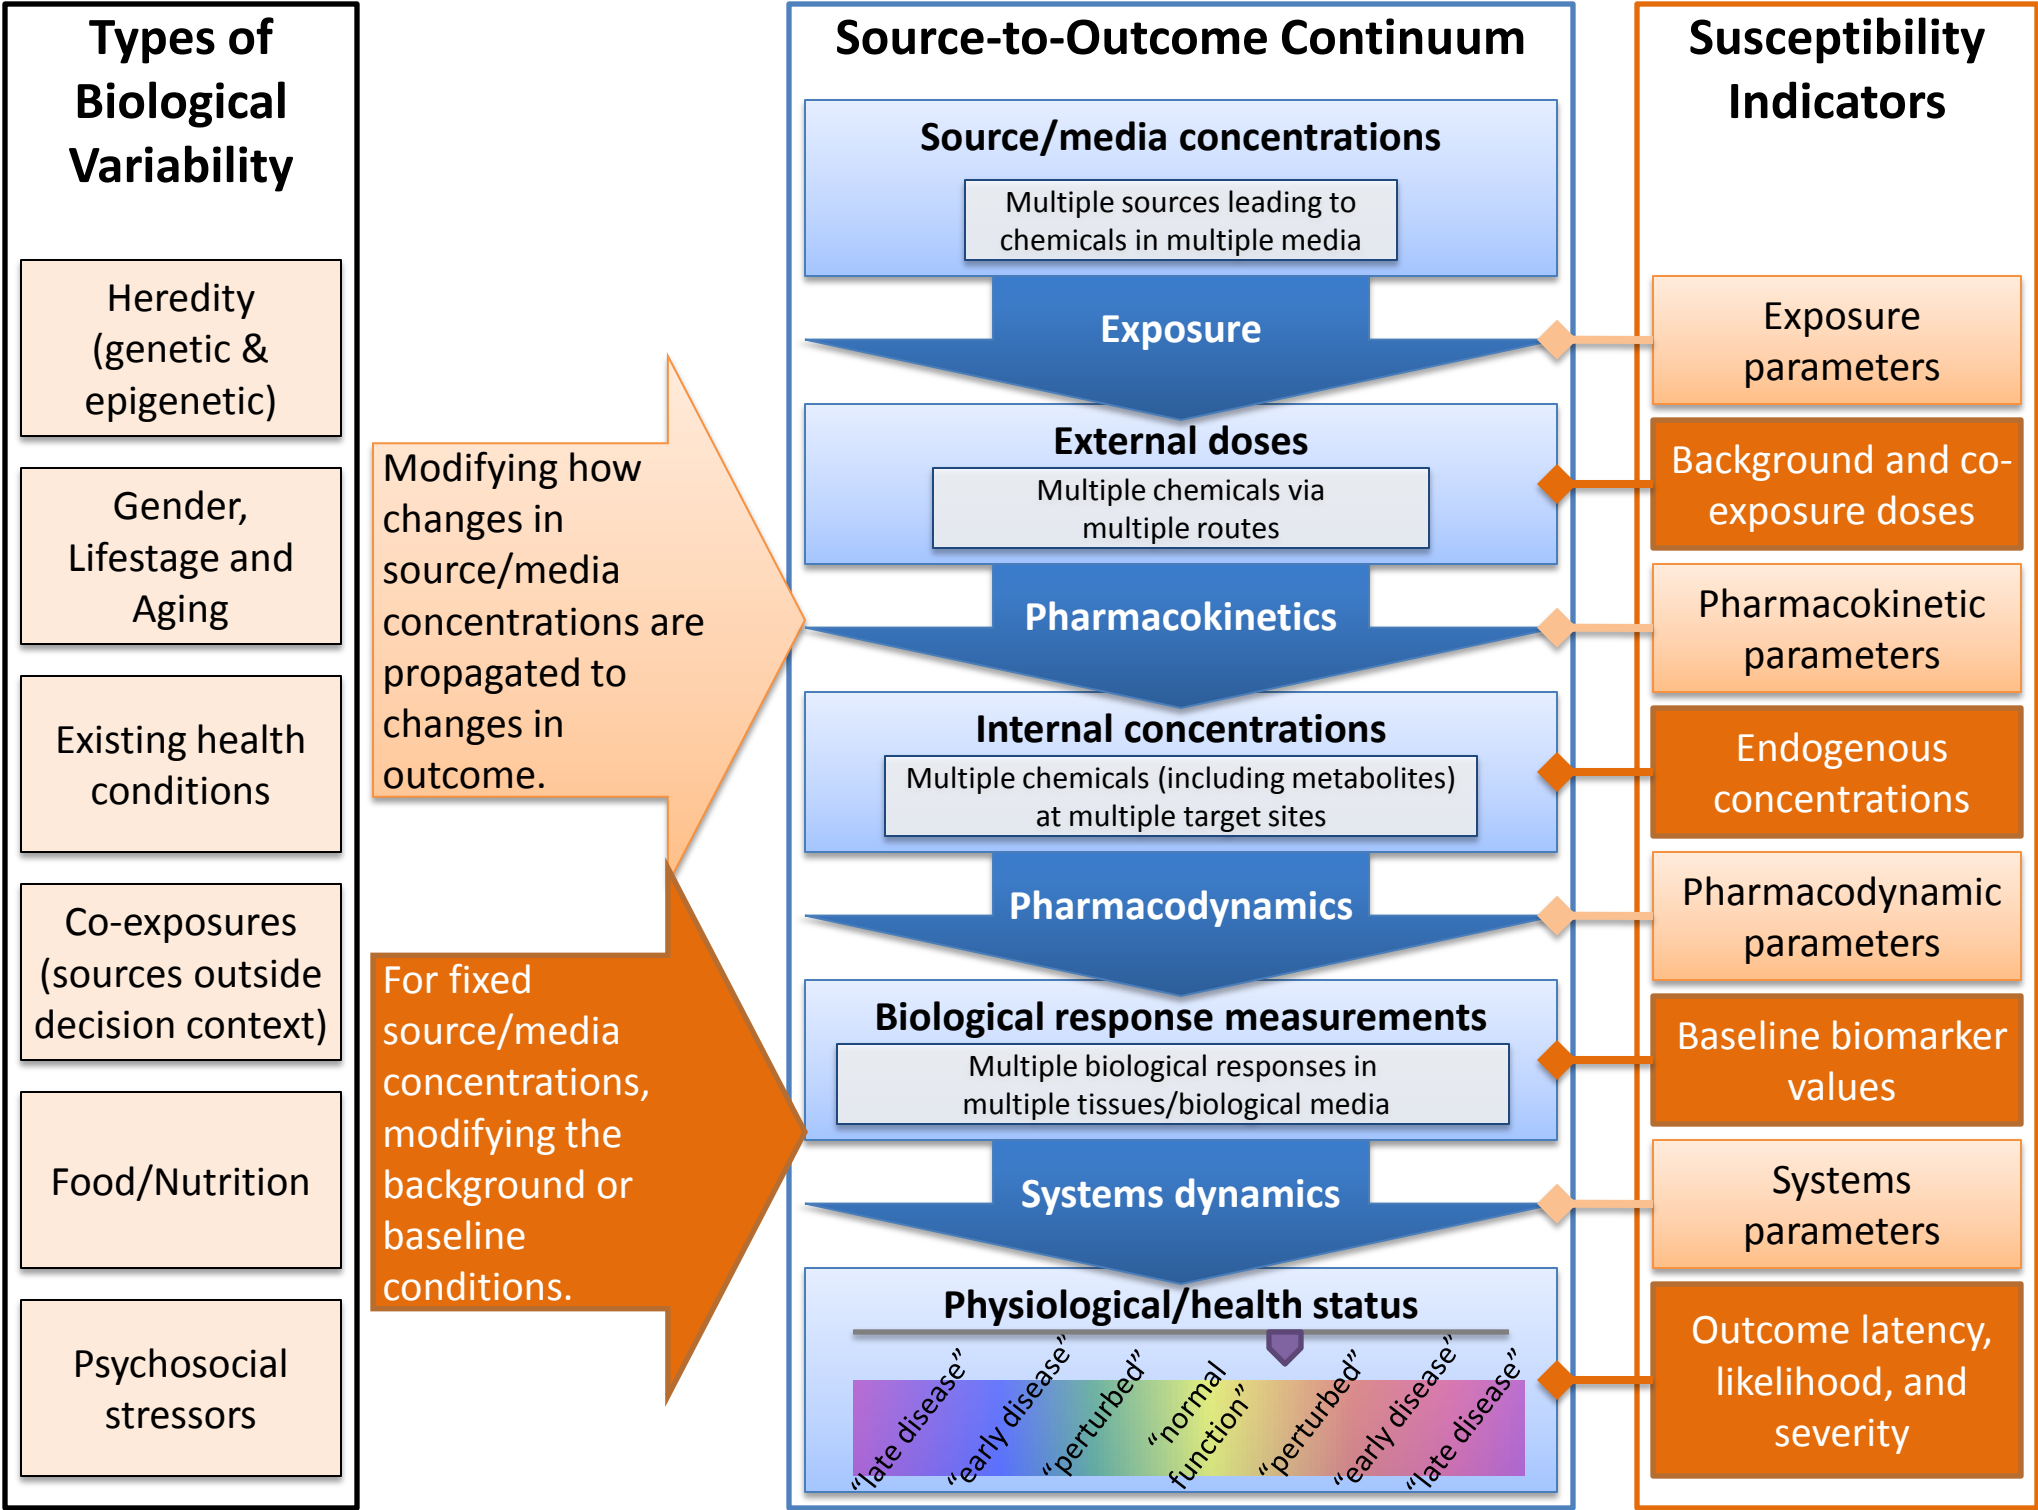 Types of
Biological
Variability
Heredity
(genetic &
epigenetic)
Gender,
Lifestage and
Aging
Existing health
conditions
Co-exposures
(sources outside
decision context)
Food/Nutrition
Psychosocial
stressors
Modifying how
changes in
source/media
concentrations are
propagated to
changes in
outcome.
For fixed
source/media
concentrations,
modifying the
background or
baseline
conditions.
Source-to-Outcome Continuum
Source/media concentrations
Multiple sources leading to
chemicals in multiple media
Exposure
External doses
Multiple chemicals via
multiple routes
Pharmacokinetics
Internal concentrations
Multiple chemicals (including metabolites)
at multiple target sites
Pharmacodynamics
Biological response measurements
Multiple biological responses in
multiple tissues/biological media
Systems dynamics
Physiological/health status
“late disease”
“early disease”
“perturbed”
“normal
function”
“perturbed”
“early disease”
“late disease”
Susceptibility
Indicators
Exposure
parameters
Background and co-
exposure doses
Pharmacokinetic
parameters
Endogenous
concentrations
Pharmacodynamic
parameters
Baseline biomarker
values
Systems
parameters
Outcome latency,
likelihood, and
severity